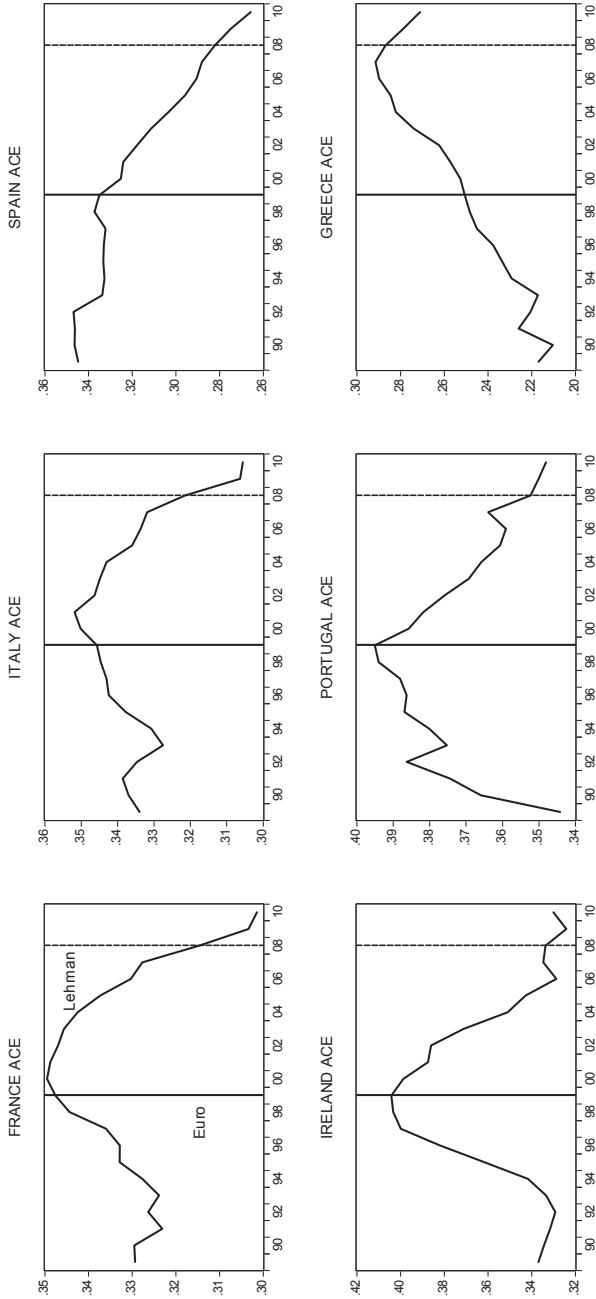 FRANCE ACE
.35
.34
.33
.32
.31
.30
Lehman
Euro
90 92 94 96 98 00 02 04 06 08 10
ITALY ACE
.36
.35
.34
.33
.32
.31
.30
90 92 94 96 98 00 02 04 06 08 10
SPAIN ACE
.36
.34
.32
.30
.28
.26
90 92 94 96 98 00 02 04 06 08 10
IRELAND ACE
.42
.40
.38
.36
.34
.32
90 92 94 96 98 00 02 04 06 08 10
PORTUGAL ACE
.40
.39
.38
.37
.36
.35
.34
90 92 94 96 98 00 02 04 06 08 10
GREECE ACE
.30
.28
.26
.24
.22
.20
90 92 94 96 98 00 02 04 06 08 10